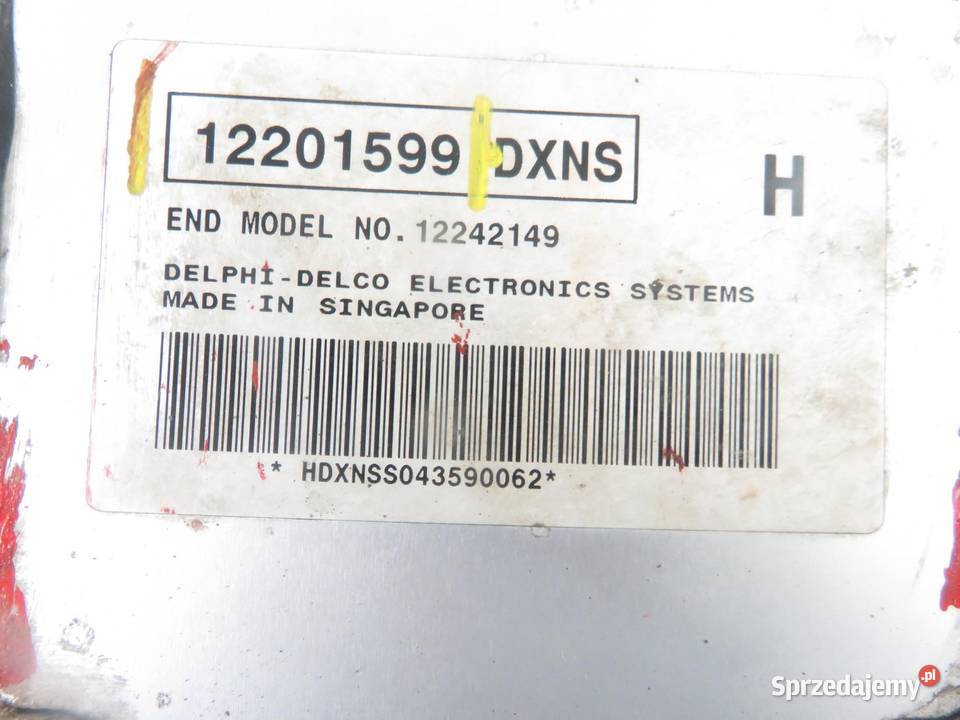 12201599 DXNS
H
END MODEL NO. 12242149
DELPHI-DELCO ELECTRONICS SYSTEMS
MADE IN SINGAPORE
* HDXNSS043590062*
Sprzedajemy.pl